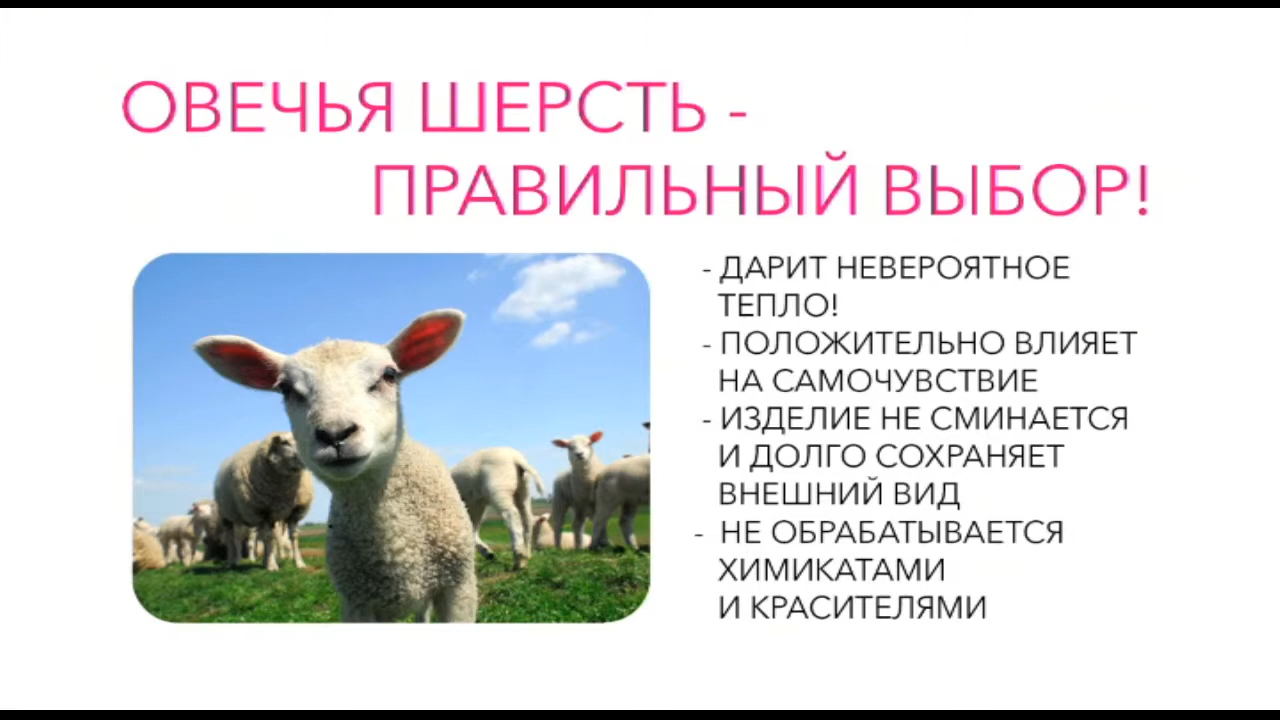 ОВЕЧЬЯ ШЕРСТЬ -
ПРАВИЛЬНЫЙ ВЫБОР!
- ДАРИТ НЕВЕРОЯТНОЕ
ТЕПЛО!
- ПОЛОЖИТЕЛЬНО ВЛИЯЕТ
НА САМОЧУВСТВИЕ
- ИЗДЕЛИЕ НЕ СМИНАЕТСЯ
И ДОЛГО СОХРАНЯЕТ
ВНЕШНИЙ ВИД
- НЕ ОБРАБАТЫВАЕТСЯ
ХИМИКАТАМИ
И КРАСИТЕЛЯМИ